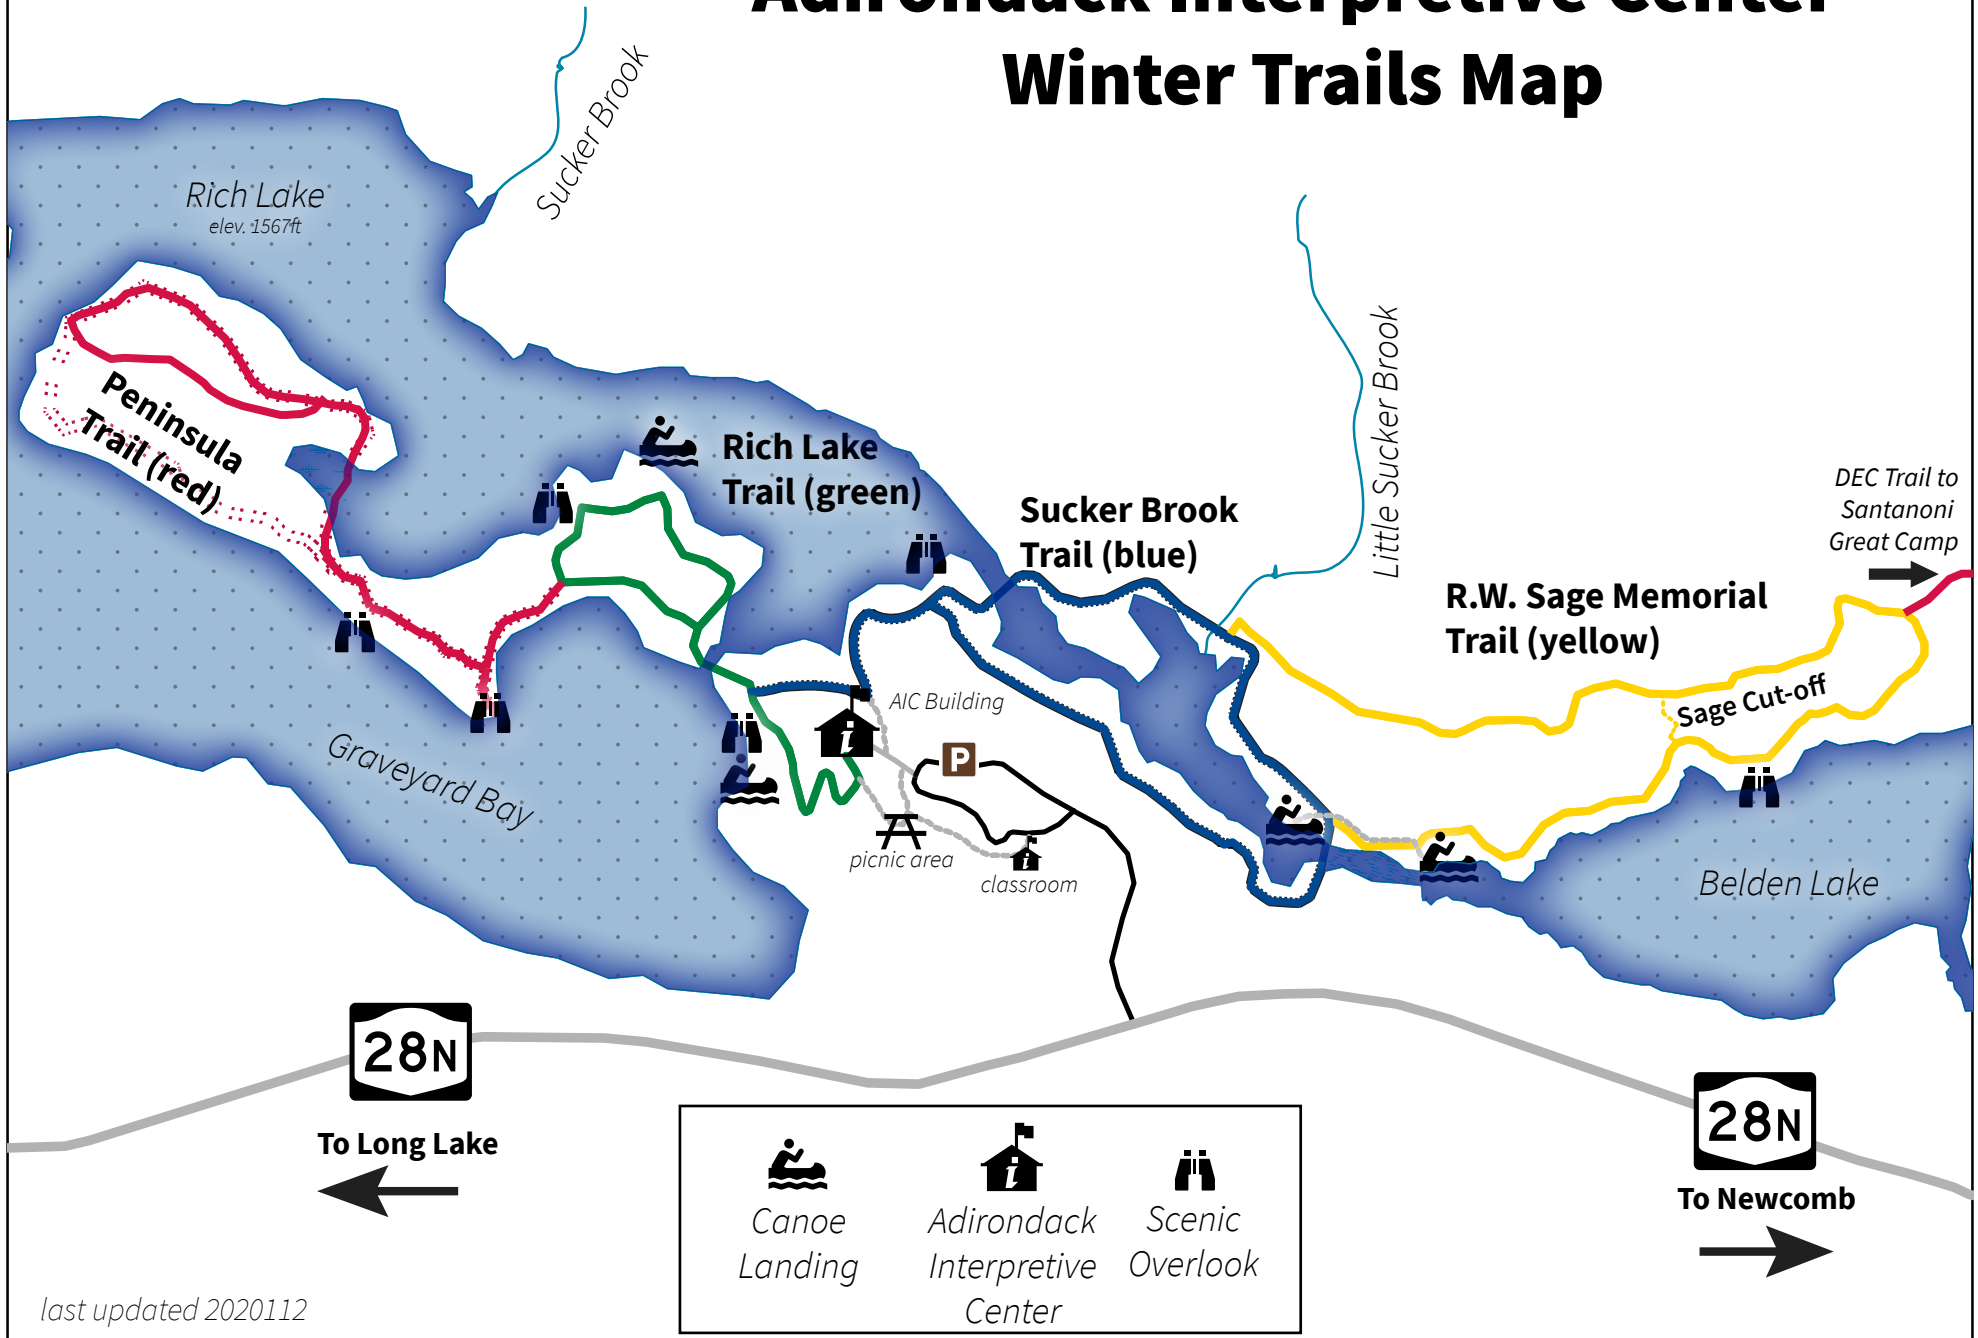 Adirondack Interpretive Center
Winter Trails Map
Sucker Brook
Rich Lake
elev. 1567ft
Little Sucker Brook
Peninsula
Trail (red)
Rich Lake
Trail (green)
Sucker Brook
Trail (blue)
DEC Trail to
Santanoni
Great Camp
R.W. Sage Memorial
Trail (yellow)
Sage Cut-off
AIC Building
P
Graveyard Bay
picnic area
classroom
Belden Lake
28N
To Long Lake
28N
To Newcomb
Canoe
Landing
Adirondack
Interpretive
Center
Scenic
Overlook
last updated 2020112